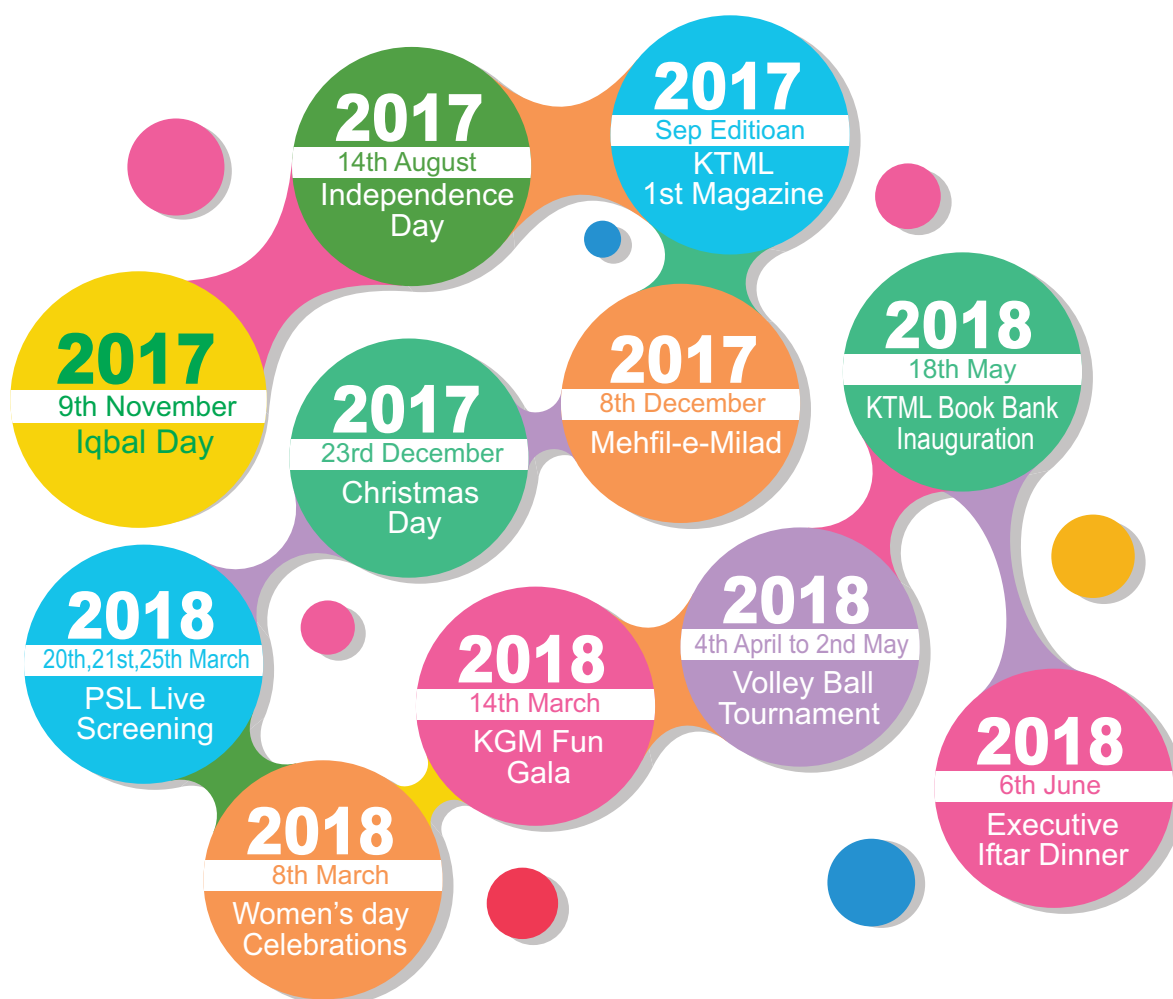 2017
9th November
Iqbal Day
2017
14th August
Independence
Day
2017
Sep Editioan
KTML
1st Magazine
2017
8th December
Mehfil-e-Milad
2017
23rd December
Christmas
Day
2018
20th,21st,25th March
PSL Live
Screening
2018
8th March
Women's day
Celebrations
2018
14th March
KGM Fun
Gala
2018
4th April to 2nd May
Volley Ball
Tournament
2018
18th May
KTML Book Bank
Inauguration
2018
6th June
Executive
Iftar Dinner